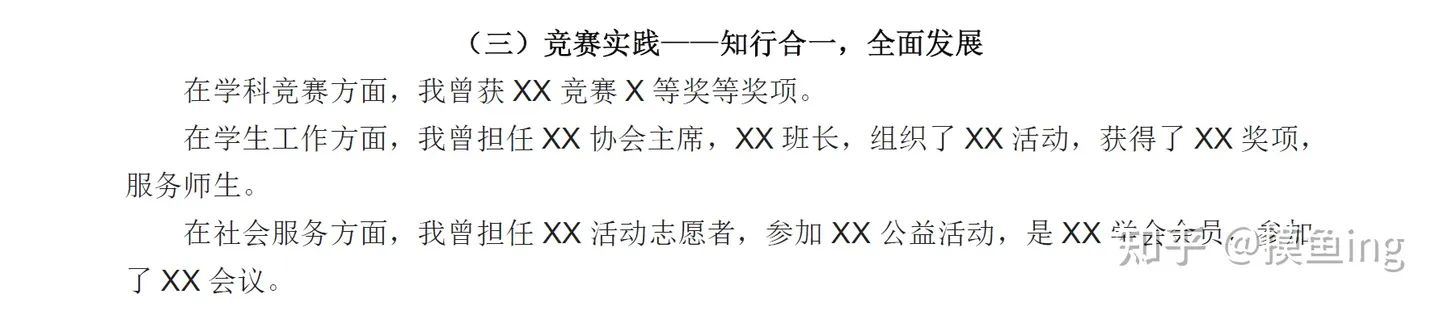 （三）竞赛实践——知行合一，全面发展
在学科竞赛方面，我曾获 XX 竞赛 X 等奖等奖项。
在学生工作方面，我曾担任 XX 协会主席，XX 班长，组织了 XX 活动，获得了 XX 奖项，
服务师生。
在社会服务方面，我曾担任 XX 活动志愿者，参加 XX 公益活动，是 XX 学会会员，参加
了 XX 会议。
知乎 @摸鱼ing